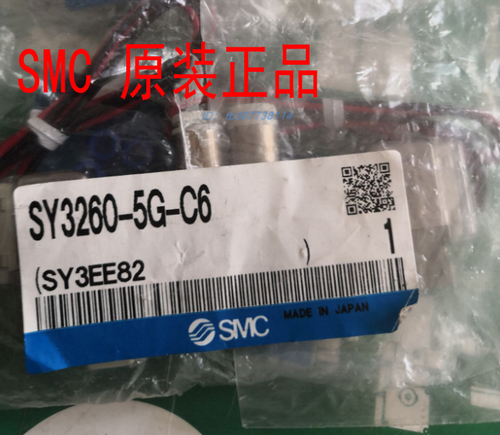 SMC 原装正品
SY3260-5G-C6
(SY3EE82 )
1
SMC
MADE IN JAPAN